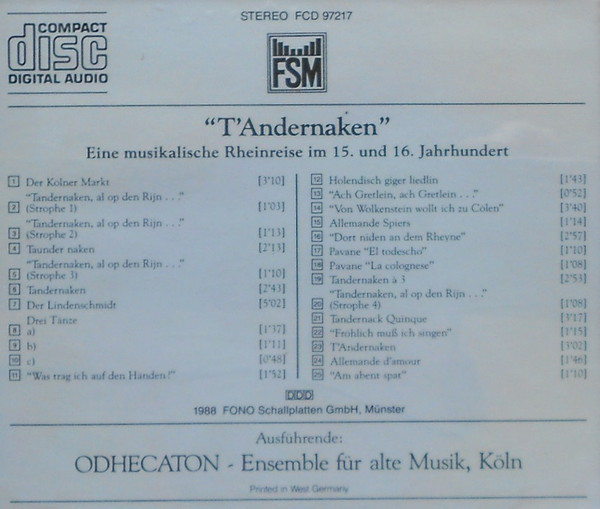 STEREO FCD 97217
COMPACT
disc
DIGITAL AUDIO
FSM
“T’Andernaken”
Eine musikalische Rheinreise im 15. und 16. Jahrhundert
1 Der Kölner Markt [3'10]
“Tandernaken, al op den Rijn . . .”
2 (Strophe 1) [1'03]
“Tandernaken, al op den Rijn . . .”
3 (Strophe 2) [1'13]
4 Taunder naken [2'13]
“Tandernaken, al op den Rijn . . .”
5 (Strophe 3) [1'10]
6 Tandernaken [2'43]
7 Der Lindenschmidt [5'02]
Drei Tänze
8 a) [1'37]
9 b) [1'11]
10 c) [0'48]
11 “Was trag ich auf den Händen?” [1'52]
12 Holendisch giger liedlin [1'43]
13 “Ach Gretlein, ach Gretlein . . .” [0'52]
14 “Von Wolkenstein wollt ich zu Cölen” [3'40]
15 Allemande Spiers [1'14]
16 “Dort niden an dem Rheyne” [2'57]
17 Pavane “El todescho” [1'10]
18 Pavane “La colognese” [1'08]
19 Tandernaken à 3 [2'53]
“Tandernaken, al op den Rijn . . .”
20 (Strophe 4) [1'08]
21 Tandernack Quinque [3'17]
22 “Fröhlich muß ich singen” [1'15]
23 T’Andernaken [3'02]
24 Allemande d’amour [1'46]
25 “Am abent spat” [1'10]
DDD
1988 FONO Schallplatten GmbH, Münster
Ausführende:
ODHECATON - Ensemble für alte Musik, Köln
Printed in West Germany